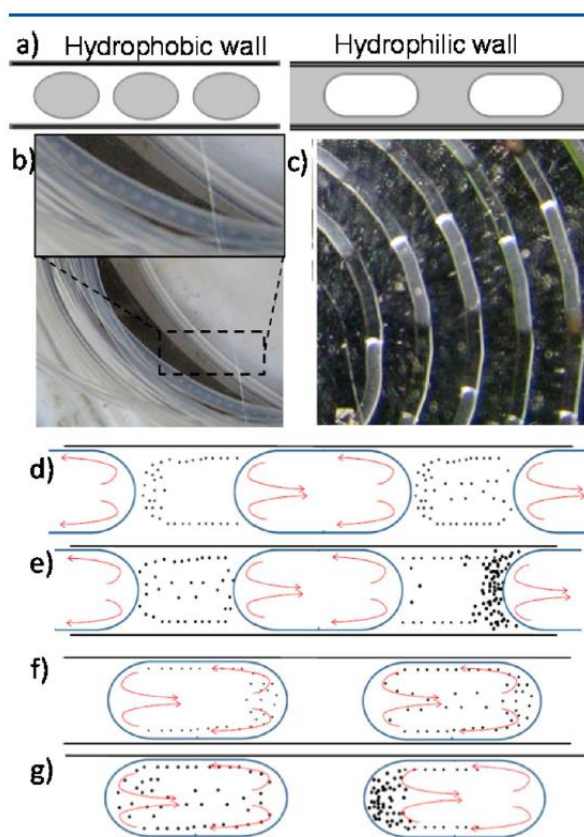 a)
Hydrophobic wall
Hydrophilic wall
b)
c)
d)
e)
f)
g)